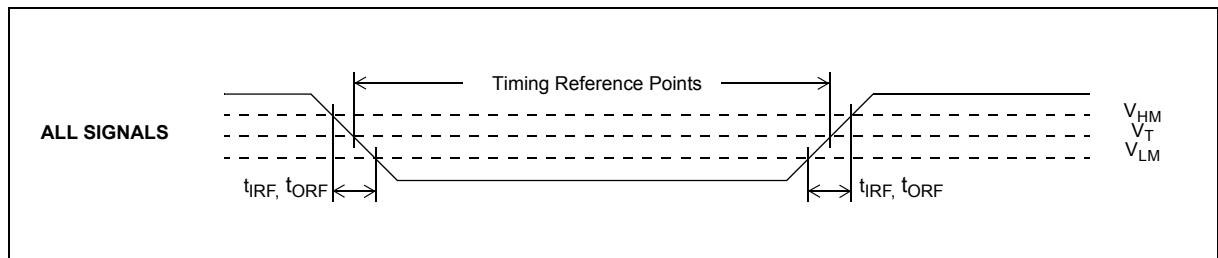 Timing Reference Points
ALL SIGNALS
V_HM
V_T
V_LM
t_IRF, t_ORF
t_IRF, t_ORF